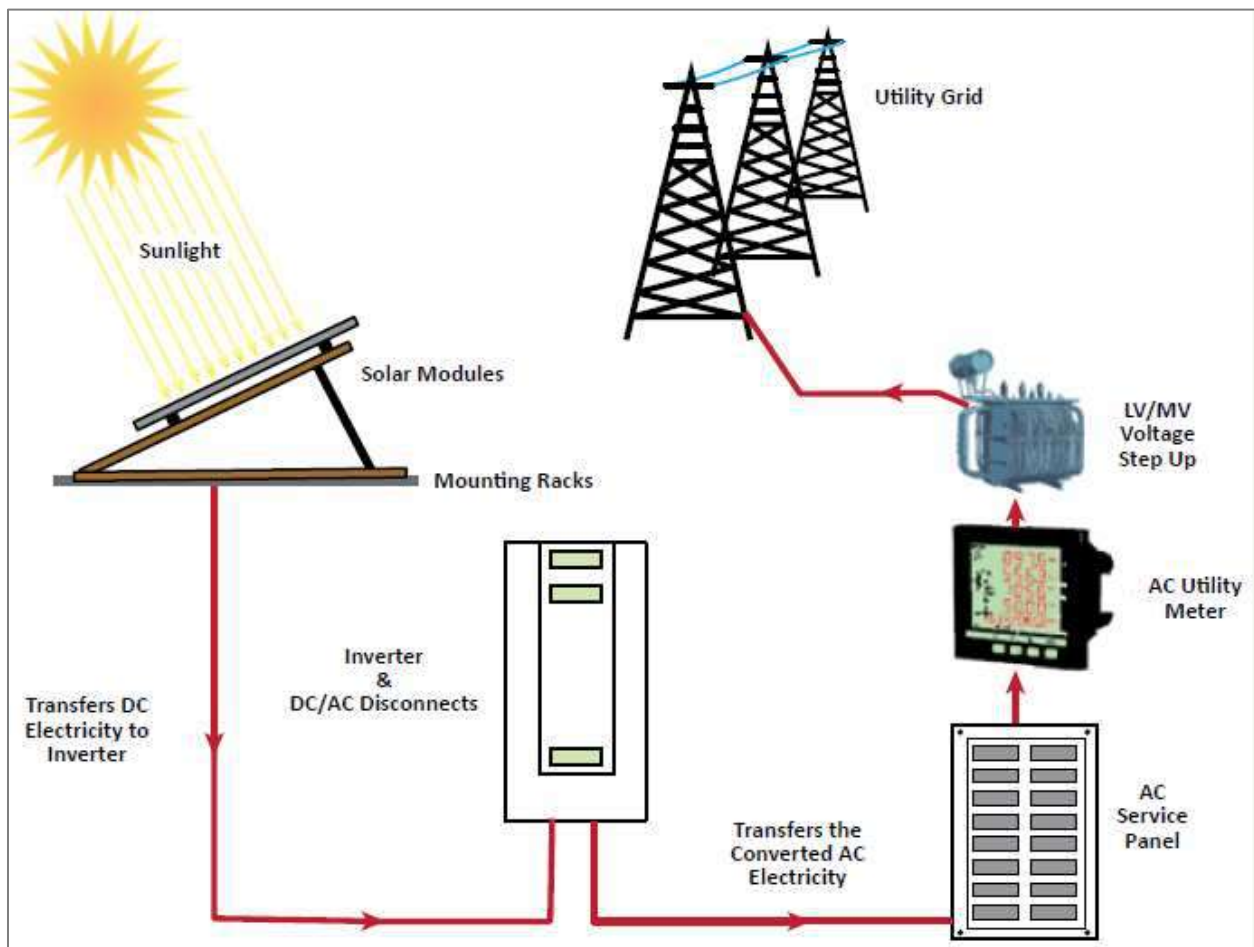 Utility Grid
Sunlight
Solar Modules
Mounting Racks
LV/MV
Voltage
Step Up
AC Utility
Meter
Inverter
&
DC/AC Disconnects
Transfers DC
Electricity to
Inverter
AC
Service
Panel
Transfers the
Converted AC
Electricity